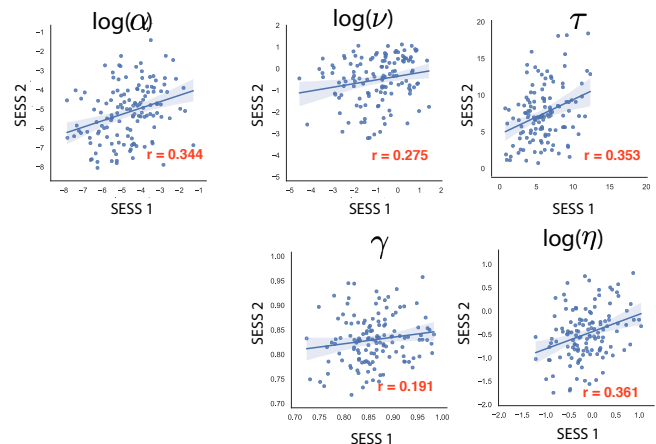 log(α)
−1
−2
−3
−4
−5
−6
−7
−8
SESS 2
r = 0.344
−8 −7 −6 −5 −4 −3 −2 −1
SESS 1
log(ν)
2
1
0
−1
−2
−3
−4
−5
SESS 2
r = 0.275
−5 −4 −3 −2 −1 0 1 2
SESS 1
τ
20
15
10
5
0
SESS 2
r = 0.353
0 5 10 15 20
SESS 1
γ
1.00
0.95
0.90
0.85
0.80
0.75
0.70
SESS 2
r = 0.191
0.70 0.75 0.80 0.85 0.90 0.95 1.00
SESS 1
log(η)
1.0
0.5
0.0
−0.5
−1.0
−1.5
−2.0
SESS 2
r = 0.361
−2.0 −1.5 −1.0 −0.5 0.0 0.5 1.0
SESS 1